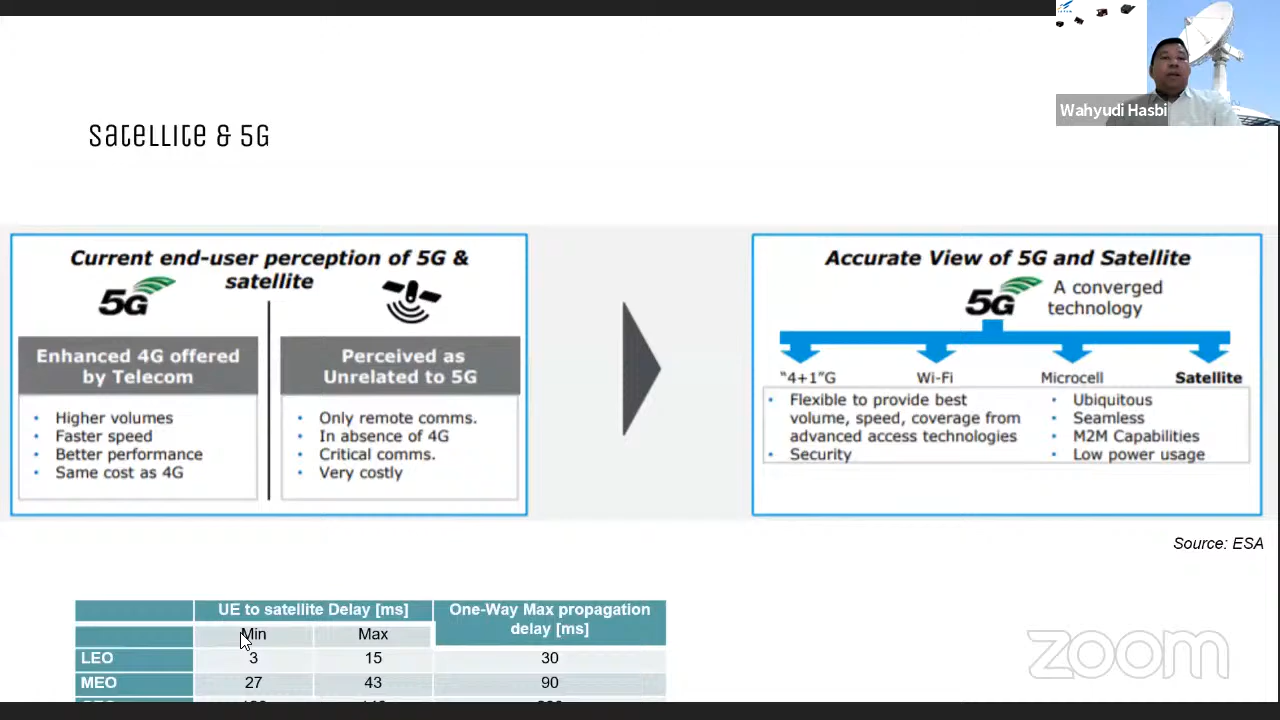 Wahyudi Hasbi
Satellite & 5G
Current end-user perception of 5G &
satellite
5G
Enhanced 4G offered
by Telecom
• Higher volumes
• Faster speed
• Better performance
• Same cost as 4G
Perceived as
Unrelated to 5G
• Only remote comms.
• In absence of 4G
• Critical comms.
• Very costly
Accurate View of 5G and Satellite
5G
A converged
technology
"4+1"G Wi-Fi Microcell Satellite
• Flexible to provide best
volume, speed, coverage from
advanced access technologies
• Security
• Ubiquitous
• Seamless
• M2M Capabilities
• Low power usage
Source: ESA
UE to satellite Delay [ms] One-Way Max propagation
delay [ms]
Min Max
LEO 3 15 30
MEO 27 43 90
zoom